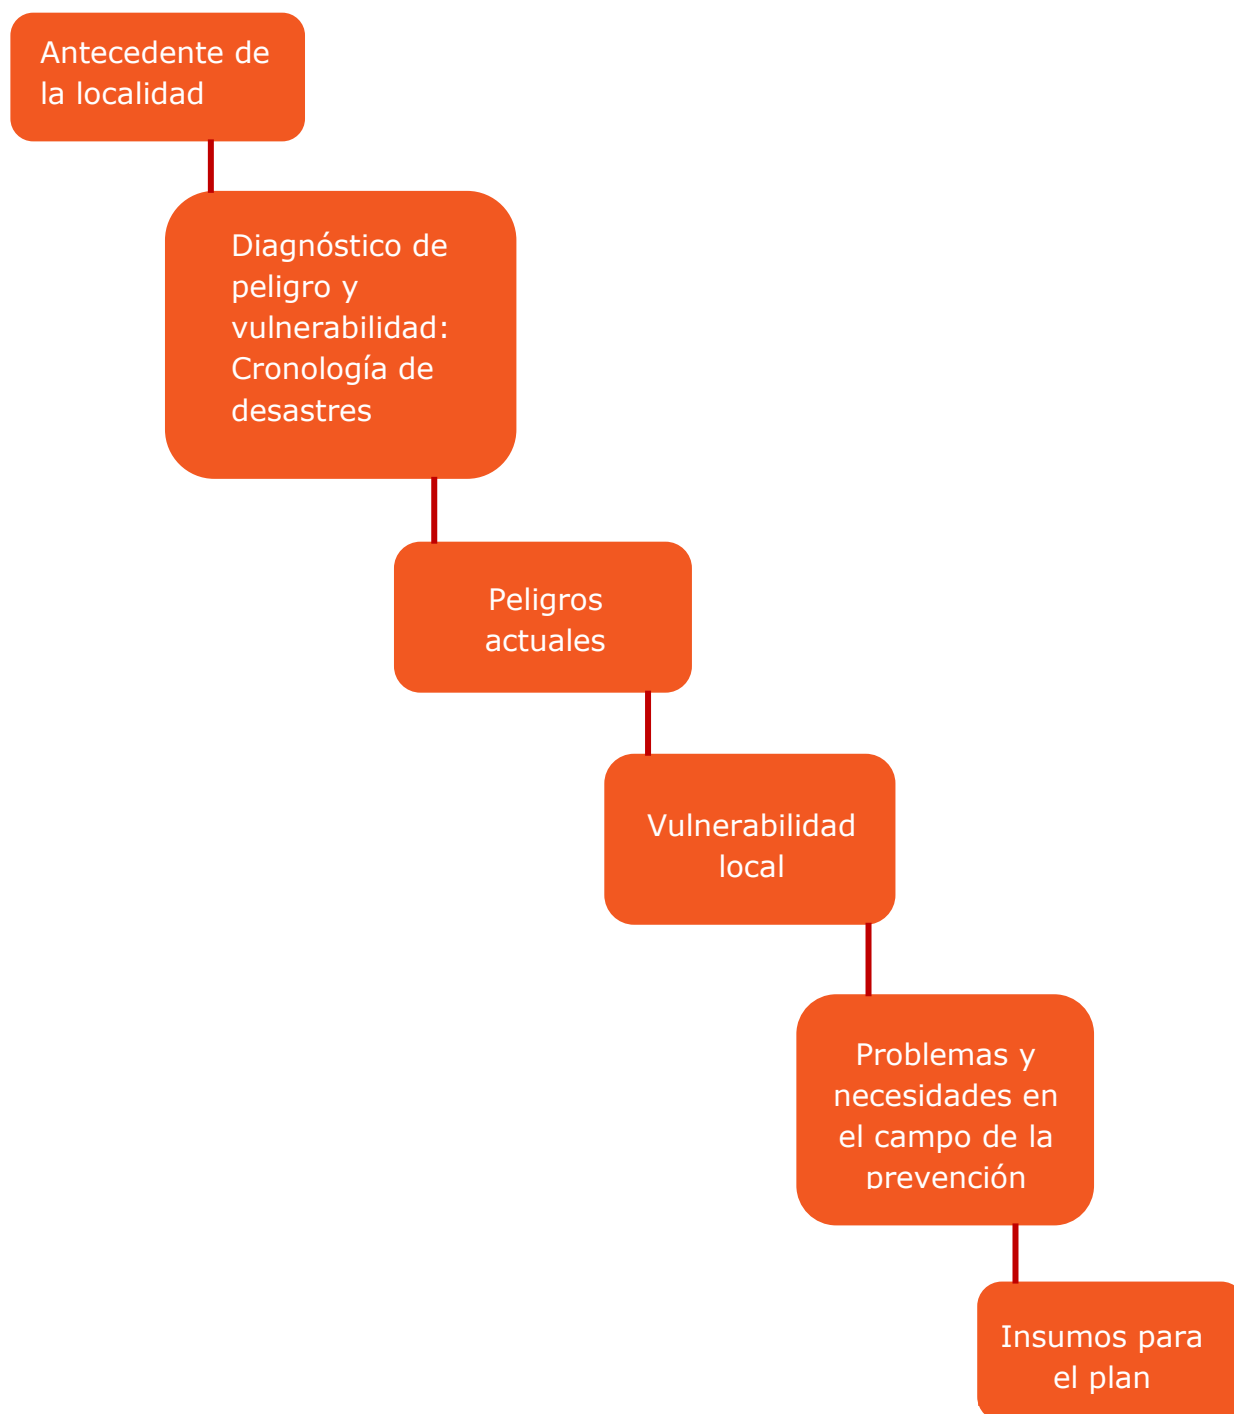 Antecedente de
la localidad
Diagnóstico de
peligro y
vulnerabilidad:
Cronología de
desastres
Peligros
actuales
Vulnerabilidad
local
Problemas y
necesidades en
el campo de la
prevención
Insumos para
el plan